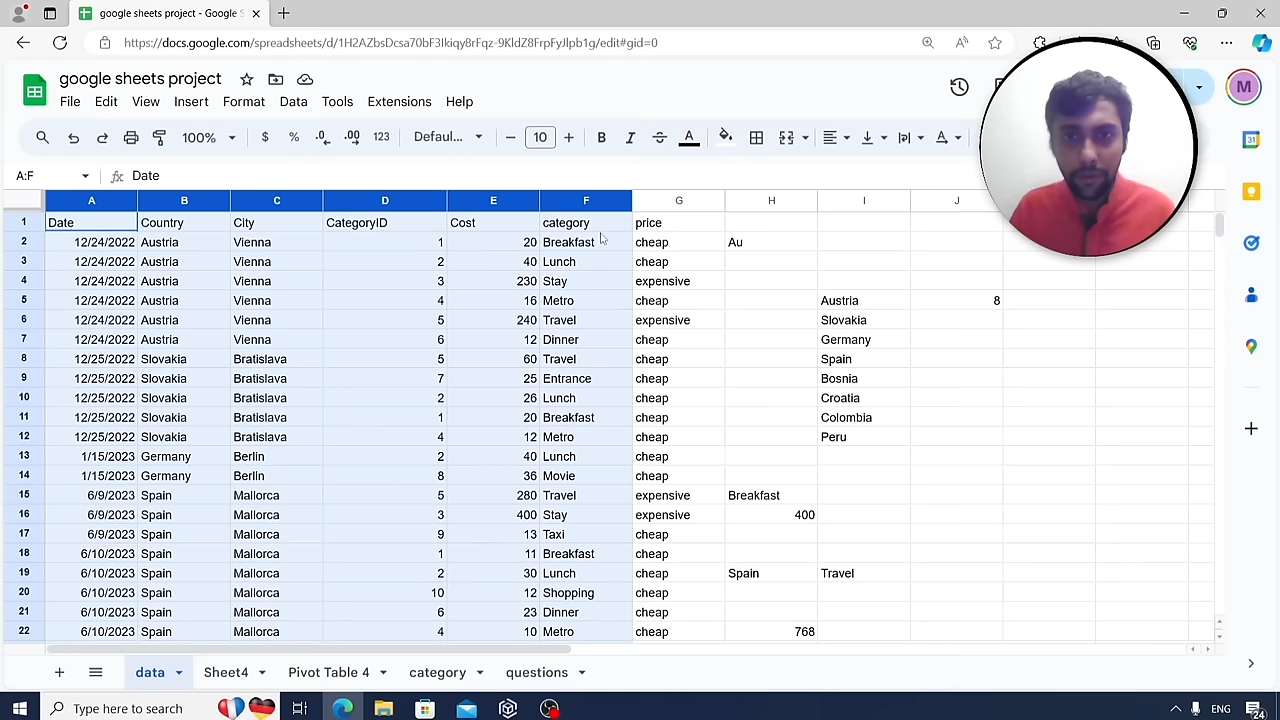 google sheets project - Google S
https://docs.google.com/spreadsheets/d/1H2AZhsDma70bF3Ikiqy8rFqz-9KldZ8FrpFyJlpb1g/edit#gid=0
google sheets project
M
File Edit View Insert Format Data Tools Extensions Help
100% $ % .0 .00 123 Defaul... 10 B I S A A
31
A:F fx Date
A B C D E F G H I J
1 Date Country City CategoryID Cost category price
2 12/24/2022 Austria Vienna 1 20 Breakfast cheap Au
3 12/24/2022 Austria Vienna 2 40 Lunch cheap
4 12/24/2022 Austria Vienna 3 230 Stay expensive
5 12/24/2022 Austria Vienna 4 16 Metro cheap Austria 8
6 12/24/2022 Austria Vienna 5 240 Travel expensive Slovakia
7 12/24/2022 Austria Vienna 6 12 Dinner cheap Germany
8 12/25/2022 Slovakia Bratislava 5 60 Travel cheap Spain
9 12/25/2022 Slovakia Bratislava 7 25 Entrance cheap Bosnia
10 12/25/2022 Slovakia Bratislava 2 26 Lunch cheap Croatia
11 12/25/2022 Slovakia Bratislava 1 20 Breakfast cheap Colombia
12 12/25/2022 Slovakia Bratislava 4 12 Metro cheap Peru
13 1/15/2023 Germany Berlin 2 40 Lunch cheap
14 1/15/2023 Germany Berlin 8 36 Movie cheap
15 6/9/2023 Spain Mallorca 5 280 Travel expensive Breakfast
16 6/9/2023 Spain Mallorca 3 400 Stay expensive 400
17 6/9/2023 Spain Mallorca 9 13 Taxi cheap
18 6/10/2023 Spain Mallorca 1 11 Breakfast cheap
19 6/10/2023 Spain Mallorca 2 30 Lunch cheap Spain Travel
20 6/10/2023 Spain Mallorca 10 12 Shopping cheap
21 6/10/2023 Spain Mallorca 6 23 Dinner cheap
22 6/10/2023 Spain Mallorca 4 10 Metro cheap 768
data Sheet4 Pivot Table 4 category questions
Type here to search ENG 24